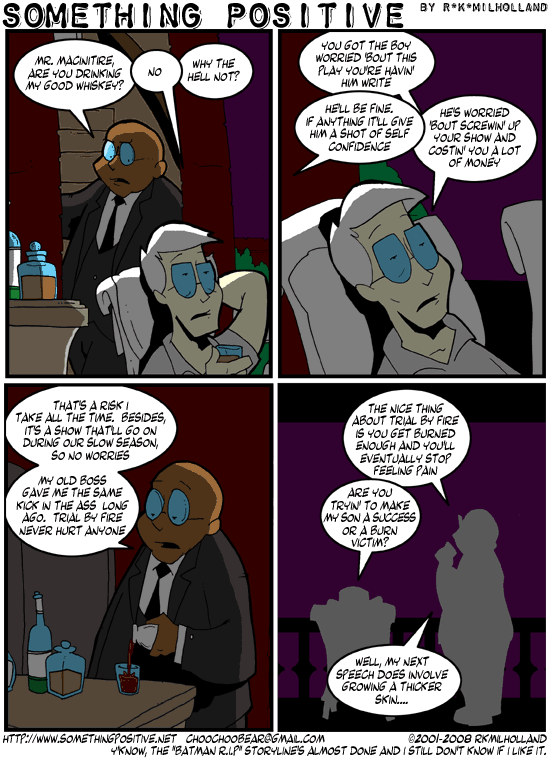 SOMETHING POSITIVE
BY R*K*MILHOLLAND
MR. MACINTIRE,
ARE YOU DRINKING
MY GOOD WHISKEY?
NO
WHY THE
HELL NOT?
YOU GOT THE BOY
WORRIED 'BOUT THIS
PLAY YOU'RE HAVIN'
HIM WRITE
HE'LL BE FINE.
IF ANYTHING IT'LL GIVE
HIM A SHOT OF SELF
CONFIDENCE
HE'S WORRIED
'BOUT SCREWIN' UP
YOUR SHOW AND
COSTIN' YOU A LOT
OF MONEY
THAT'S A RISK I
TAKE ALL THE TIME. BESIDES,
IT'S A SHOW THAT'LL GO ON
DURING OUR SLOW SEASON,
SO NO WORRIES
MY OLD BOSS
GAVE ME THE SAME
KICK IN THE ASS LONG
AGO. TRIAL BY FIRE
NEVER HURT ANYONE
THE NICE THING
ABOUT TRIAL BY FIRE
IS YOU GET BURNED
ENOUGH AND YOU'LL
EVENTUALLY STOP
FEELING PAIN
ARE YOU
TRYIN' TO MAKE
MY SON A SUCCESS
OR A BURN
VICTIM?
WELL, MY NEXT
SPEECH DOES INVOLVE
GROWING A THICKER
SKIN....
HTTP://WWW.SOMETHINGPOSITIVE.NET CHOOCHOOBEAR@GMAIL.COM ©2001-2008 RKMILHOLLAND
Y'KNOW, THE "BATMAN R.I.P" STORYLINE'S ALMOST DONE AND I STILL DON'T KNOW IF I LIKE IT.